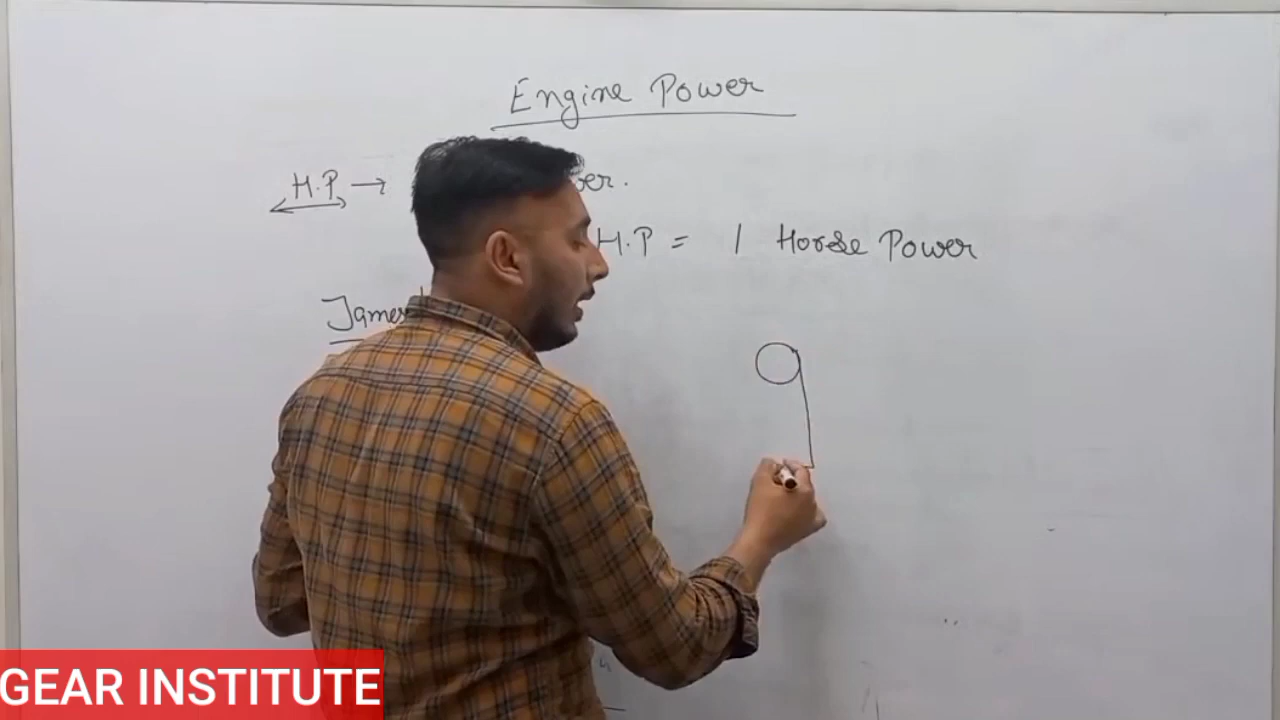 Engine Power
H.P → er.
H.P = 1 Horse Power
James
GEAR INSTITUTE